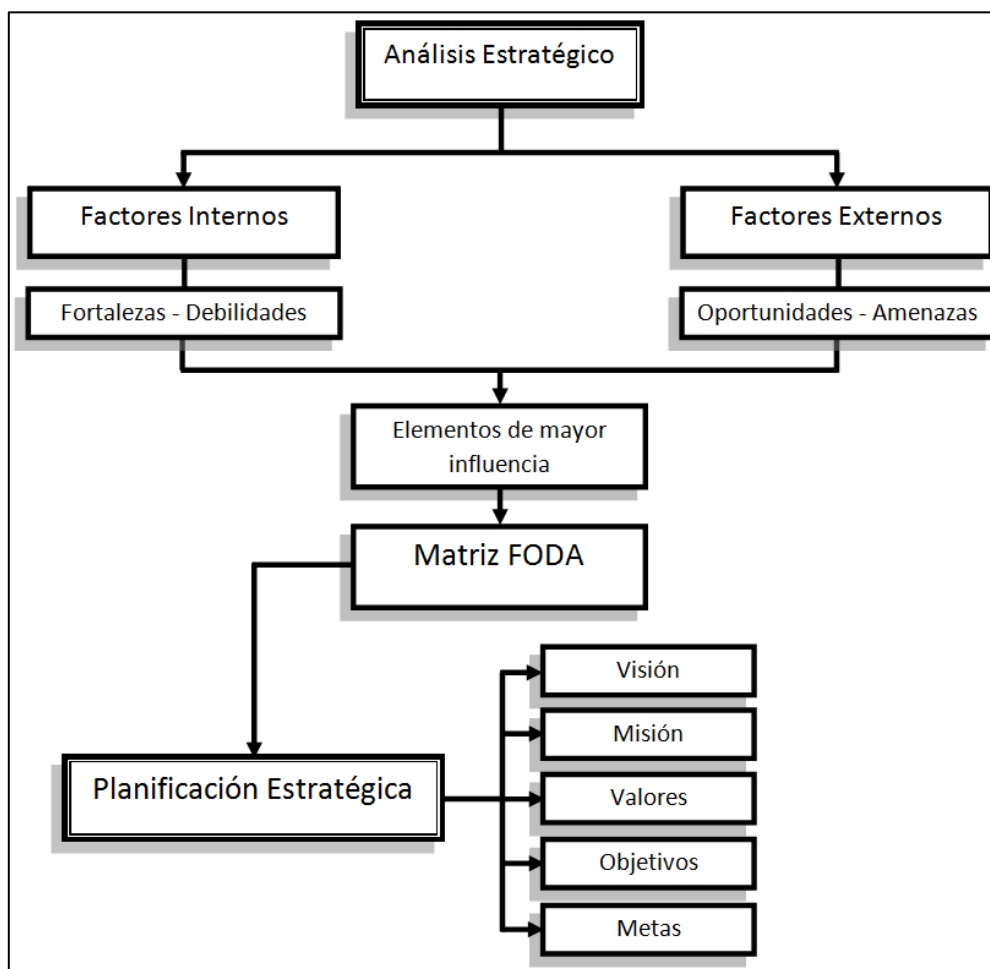 Análisis Estratégico
Factores Internos
Factores Externos
Fortalezas - Debilidades
Oportunidades - Amenazas
Elementos de mayor
influencia
Matriz FODA
Visión
Misión
Planificación Estratégica
Valores
Objetivos
Metas